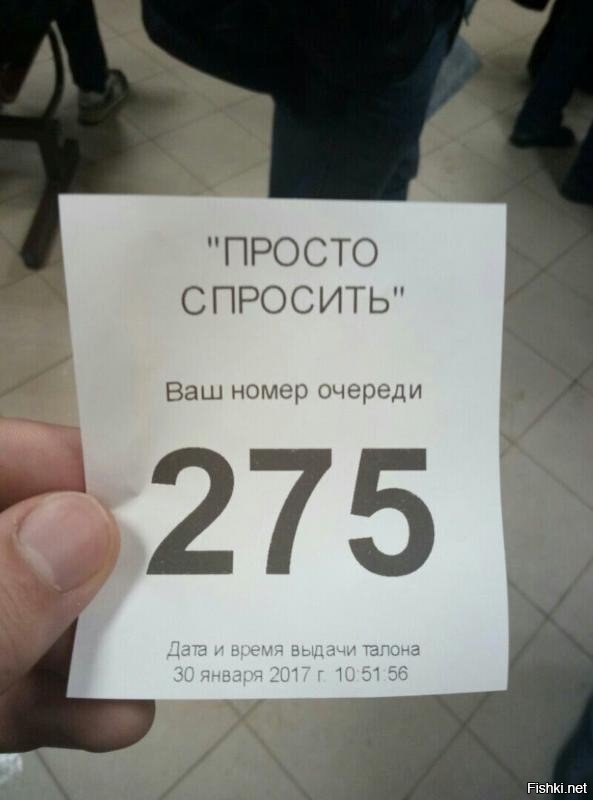 "ПРОСТО
СПРОСИТЬ"
Ваш номер очереди
275
Дата и время выдачи талона
30 января 2017 г. 10:51:56
Fishki.net